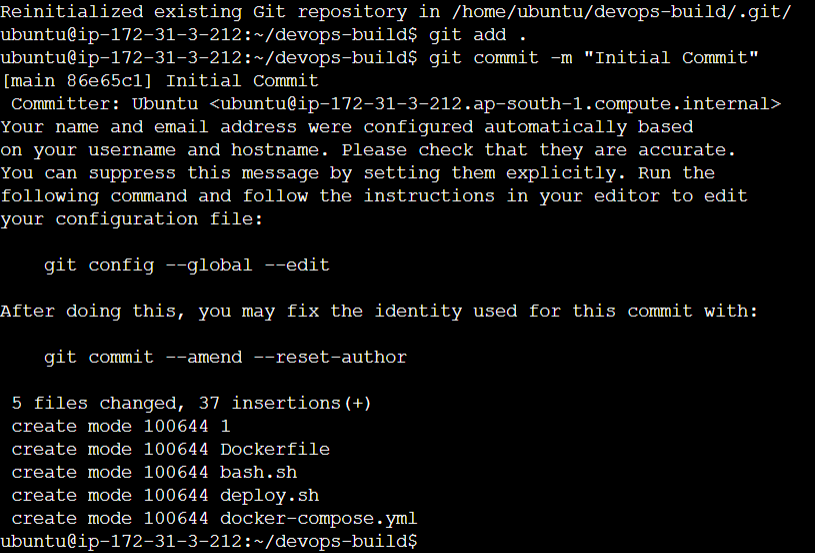 Reinitialized existing Git repository in /home/ubuntu/devops-build/.git/
ubuntu@ip-172-31-3-212:~/devops-build$ git add .
ubuntu@ip-172-31-3-212:~/devops-build$ git commit -m "Initial Commit"
[main 86e65c1] Initial Commit
 Committer: Ubuntu <ubuntu@ip-172-31-3-212.ap-south-1.compute.internal>
Your name and email address were configured automatically based
on your username and hostname. Please check that they are accurate.
You can suppress this message by setting them explicitly. Run the
following command and follow the instructions in your editor to edit
your configuration file:

    git config --global --edit

After doing this, you may fix the identity used for this commit with:

    git commit --amend --reset-author

 5 files changed, 37 insertions(+)
 create mode 100644 1
 create mode 100644 Dockerfile
 create mode 100644 bash.sh
 create mode 100644 deploy.sh
 create mode 100644 docker-compose.yml
ubuntu@ip-172-31-3-212:~/devops-build$